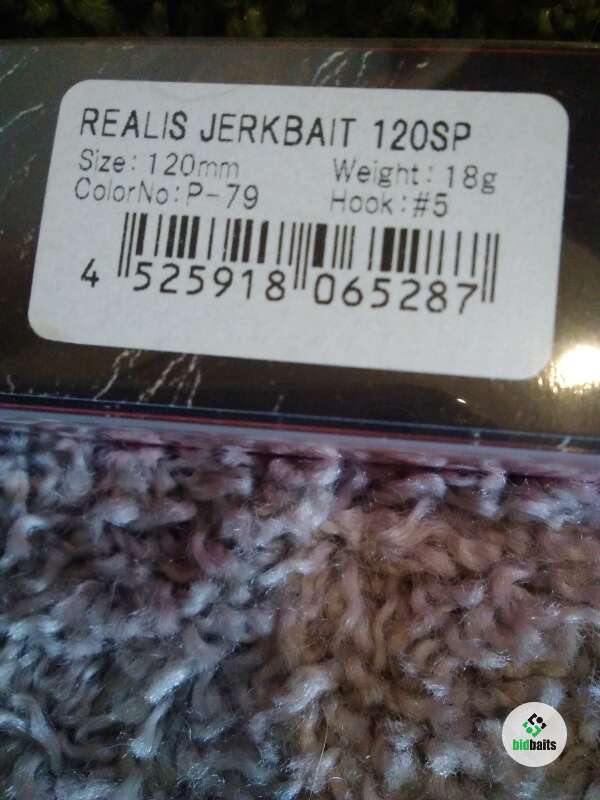 REALIS JERKBAIT 120SP
Size: 120mm Weight: 18g
ColorNo: P-79 Hook: #5
4 525918 065287
bidbaits